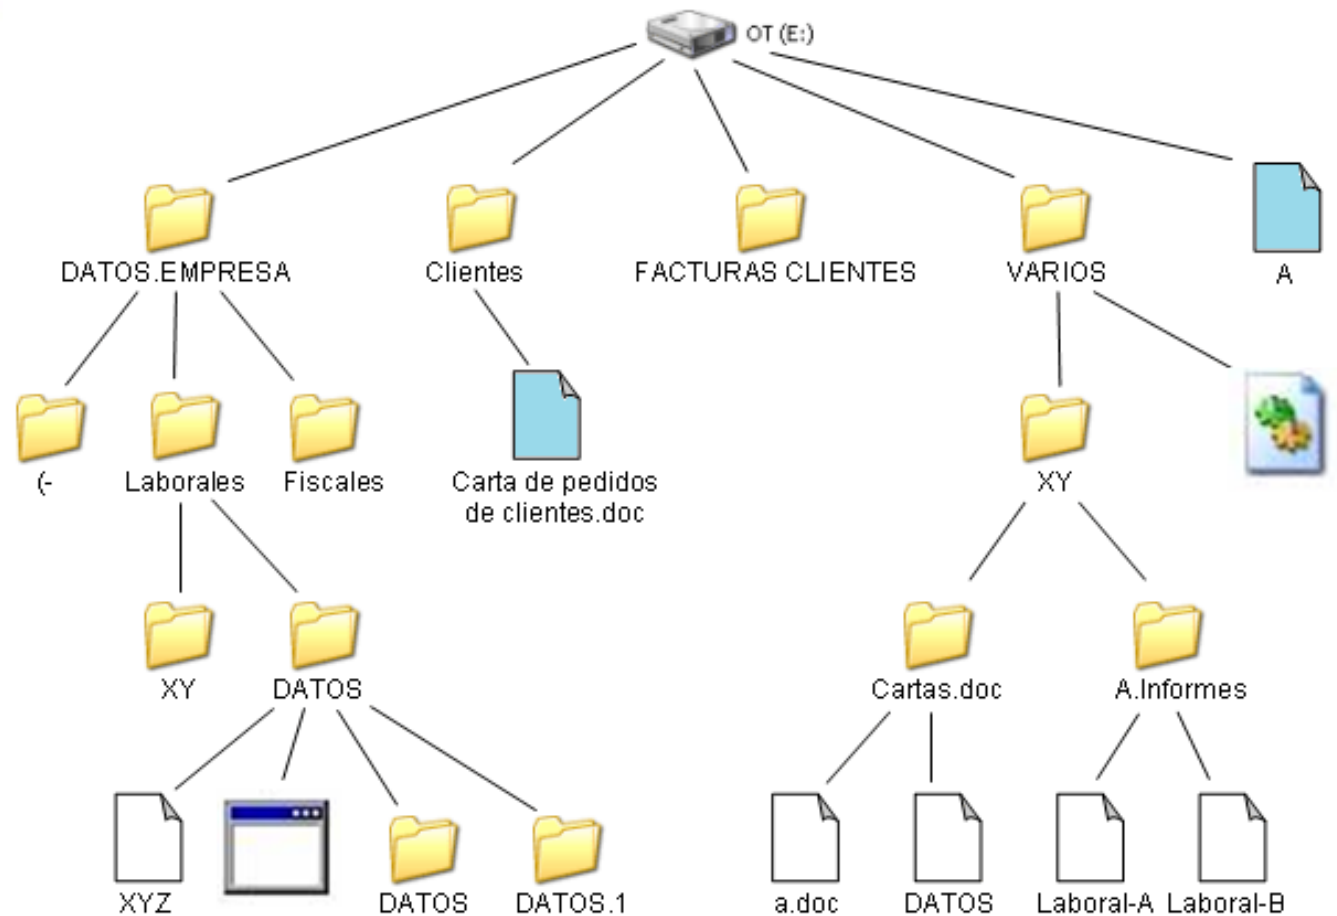 OT (E:)
DATOS.EMPRESA
Clientes
FACTURAS CLIENTES
VARIOS
A
(-
Laborales
Fiscales
Carta de pedidos
de clientes.doc
XY
XY
DATOS
Cartas.doc
A.Informes
XYZ
DATOS
DATOS.1
a.doc
DATOS
Laboral-A
Laboral-B